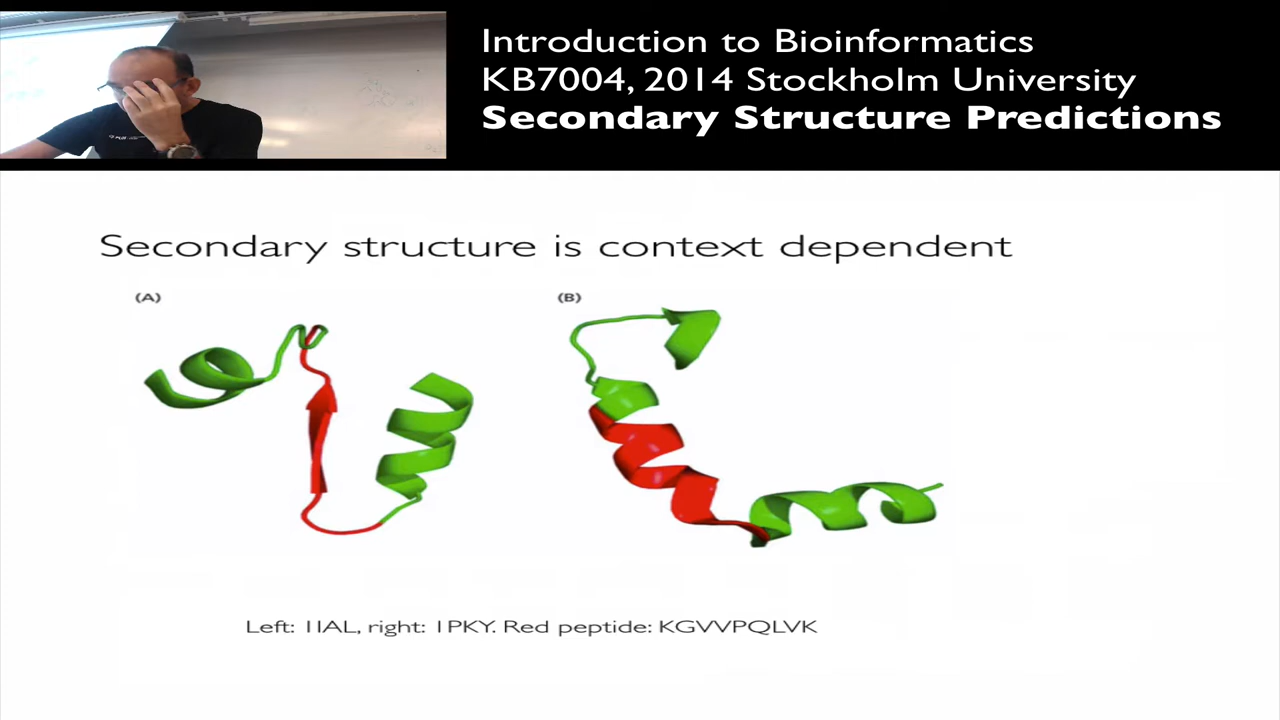 Introduction to Bioinformatics
KB7004, 2014 Stockholm University
Secondary Structure Predictions
Secondary structure is context dependent
(A) (B)
Left: 1IAL, right: 1PKY. Red peptide: KGVVPQLVK